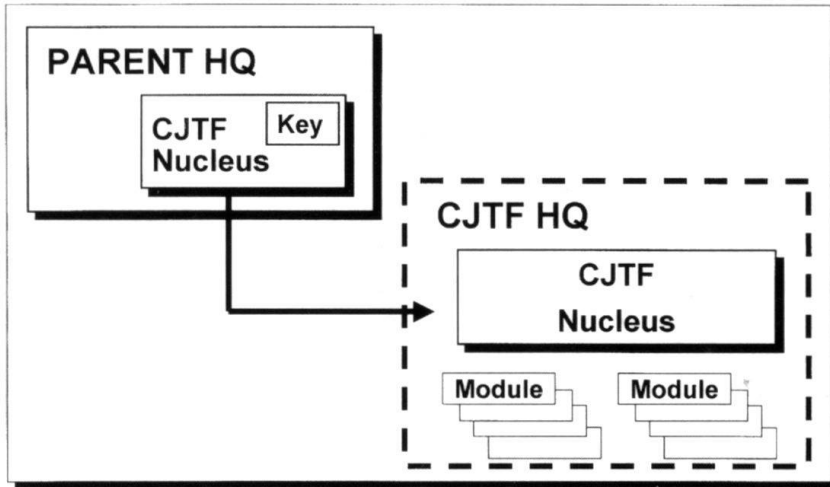 PARENT HQ
CJTF
Nucleus
Key
CJTF HQ
CJTF
Nucleus
Module
Module